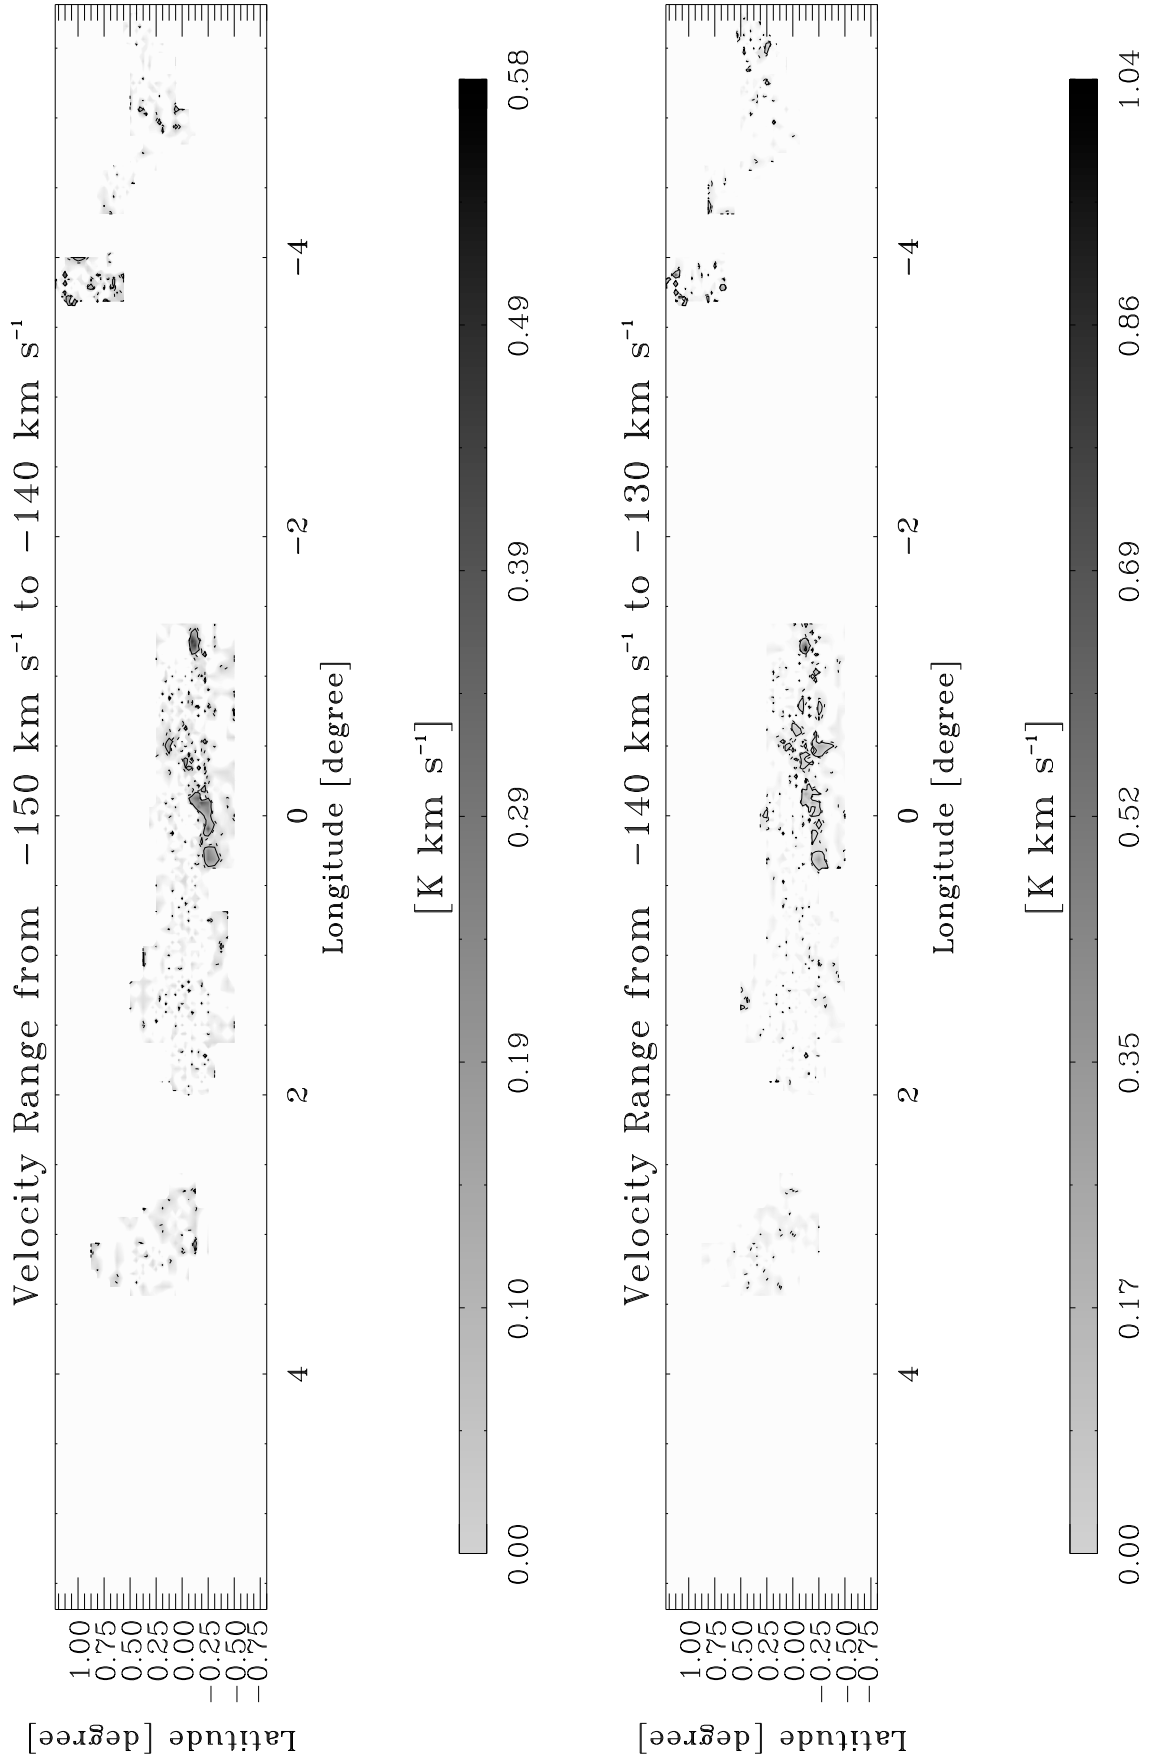 Velocity Range from −150 km s⁻¹ to −140 km s⁻¹
Latitude [degree]
1.00
0.75
0.50
0.25
0.00
−0.25
−0.50
−0.75
4 2 0 −2 −4
Longitude [degree]
[K km s⁻¹]
0.00 0.10 0.19 0.29 0.39 0.49 0.58
Velocity Range from −140 km s⁻¹ to −130 km s⁻¹
Latitude [degree]
1.00
0.75
0.50
0.25
0.00
−0.25
−0.50
−0.75
4 2 0 −2 −4
Longitude [degree]
[K km s⁻¹]
0.00 0.17 0.35 0.52 0.69 0.86 1.04